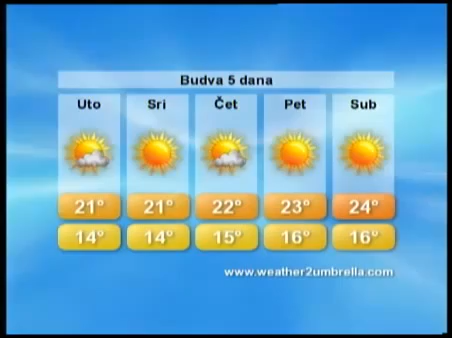 Budva 5 dana
Uto Sri Čet Pet Sub
21° 21° 22° 23° 24°
14° 14° 15° 16° 16°
www.weather2umbrella.com